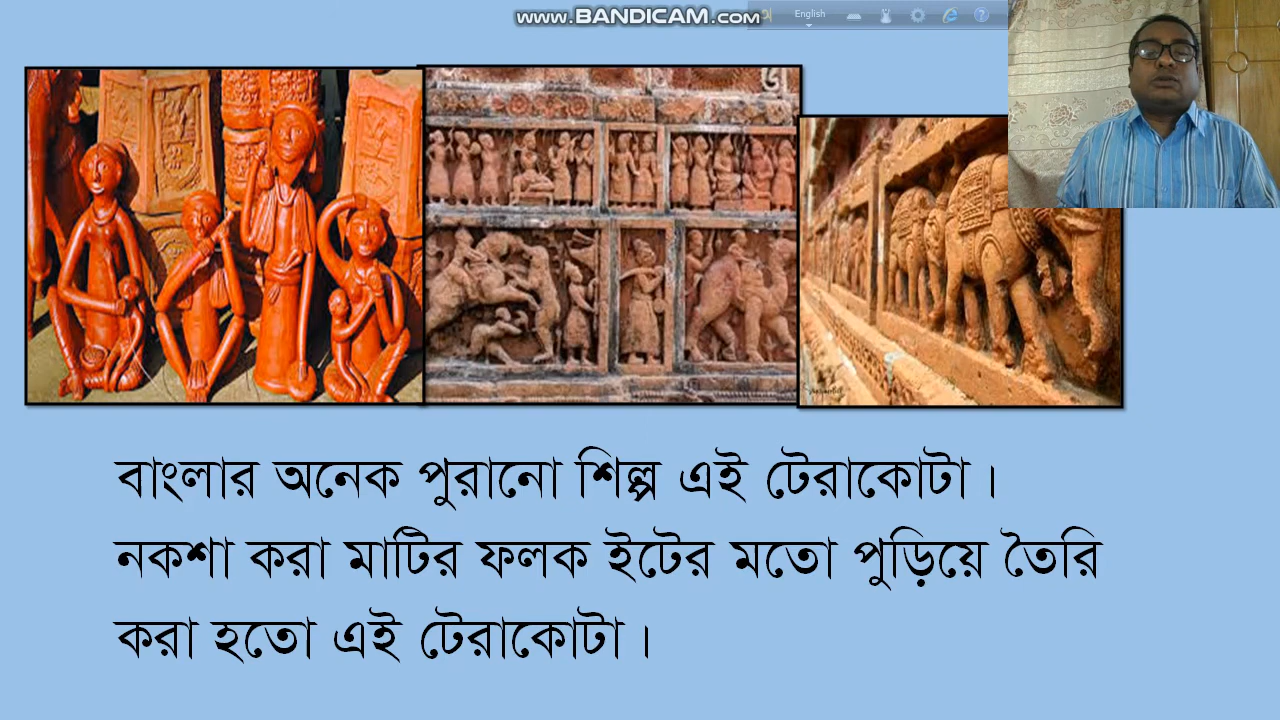 www.BANDICAM.com
English
বাংলার অনেক পুরানো শিল্প এই টেরাকোটা।
নকশা করা মাটির ফলক ইটের মতো পুড়িয়ে তৈরি
করা হতো এই টেরাকোটা।